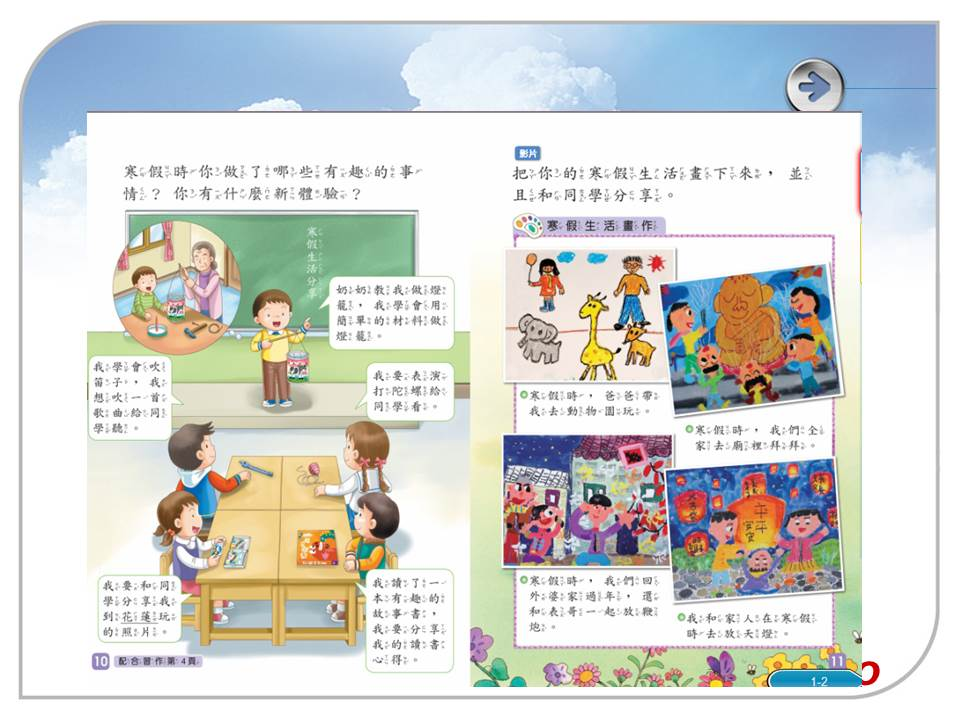 寒假時你做了哪些有趣的事
情？你有什麼新體驗？
寒假生活分享
奶奶教我做燈
籠，我學會用
簡單的材料做
燈籠。
我學會吹
笛子，我
想吹一首
歌曲給同
學聽。
我要表演
打陀螺給
同學看。
我要和同
學分享我
到花蓮玩
的照片。
我讀了一
本有趣的
故事書，
我要分享
我的讀書
心得。
10 配合習作第4頁
影片
把你的寒假生活畫下來，並
且和同學分享。
寒假生活畫作
寒假時，爸爸帶
我去動物園玩。
寒假時，我們全
家去廟裡拜拜。
寒假時，我們回
外婆家過年，還
和表哥一起放鞭
炮。
平平
安安
我和家人在寒假
時去放天燈。
11
1-2